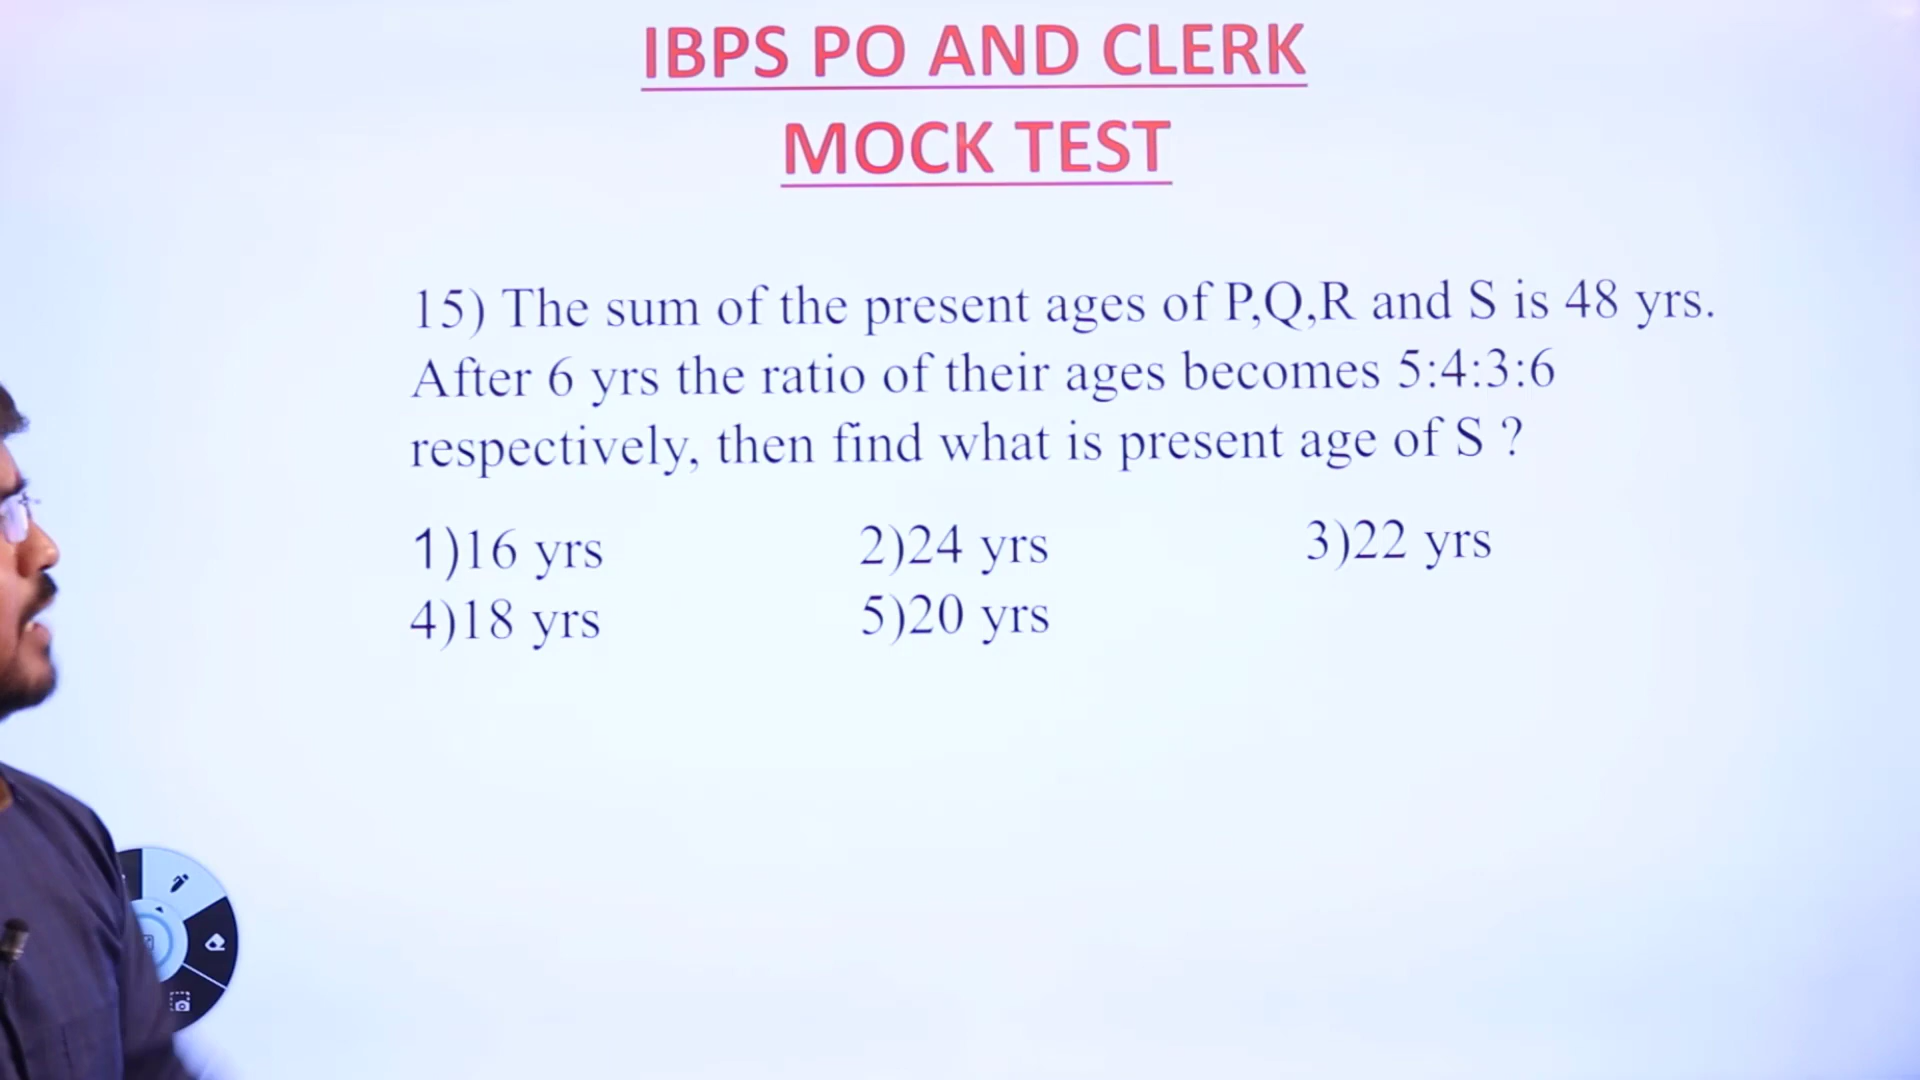 IBPS PO AND CLERK
MOCK TEST
15) The sum of the present ages of P,Q,R and S is 48 yrs.
After 6 yrs the ratio of their ages becomes 5:4:3:6
respectively, then find what is present age of S ?
1)16 yrs 2)24 yrs 3)22 yrs
4)18 yrs 5)20 yrs